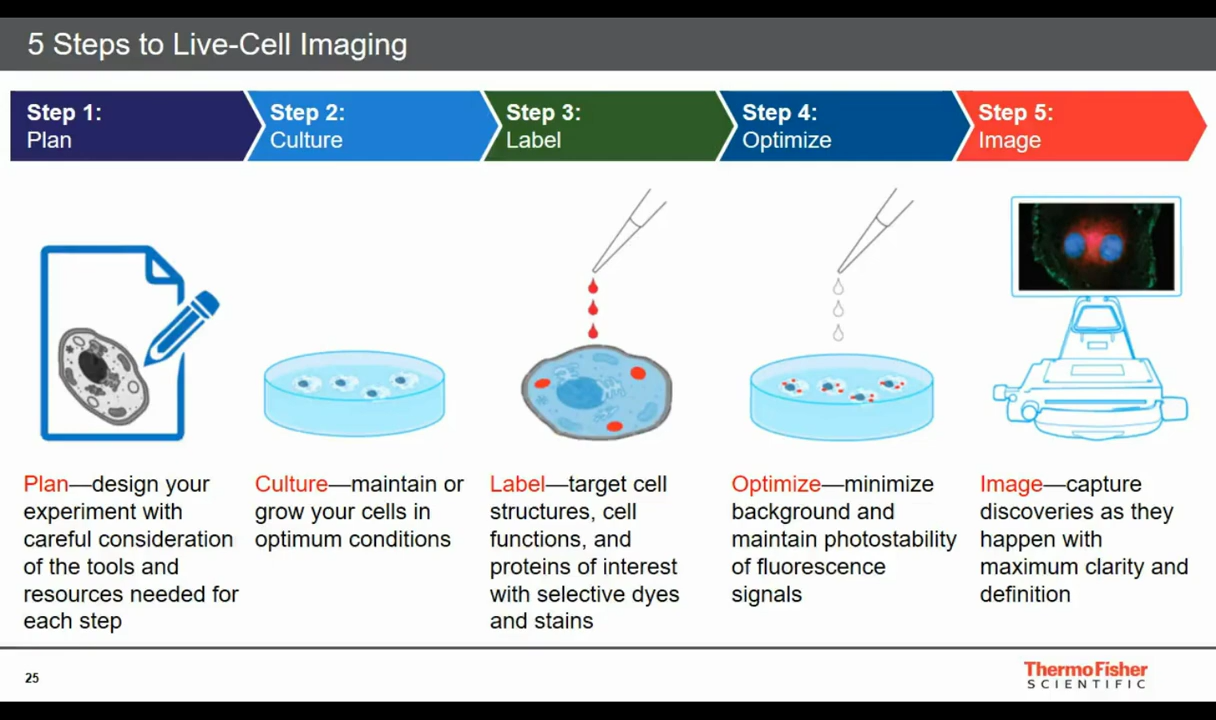 5 Steps to Live-Cell Imaging
Step 1:
Plan
Step 2:
Culture
Step 3:
Label
Step 4:
Optimize
Step 5:
Image
Plan—design your
experiment with
careful consideration
of the tools and
resources needed for
each step
Culture—maintain or
grow your cells in
optimum conditions
Label—target cell
structures, cell
functions, and
proteins of interest
with selective dyes
and stains
Optimize—minimize
background and
maintain photostability
of fluorescence
signals
Image—capture
discoveries as they
happen with
maximum clarity and
definition
25
ThermoFisher
SCIENTIFIC